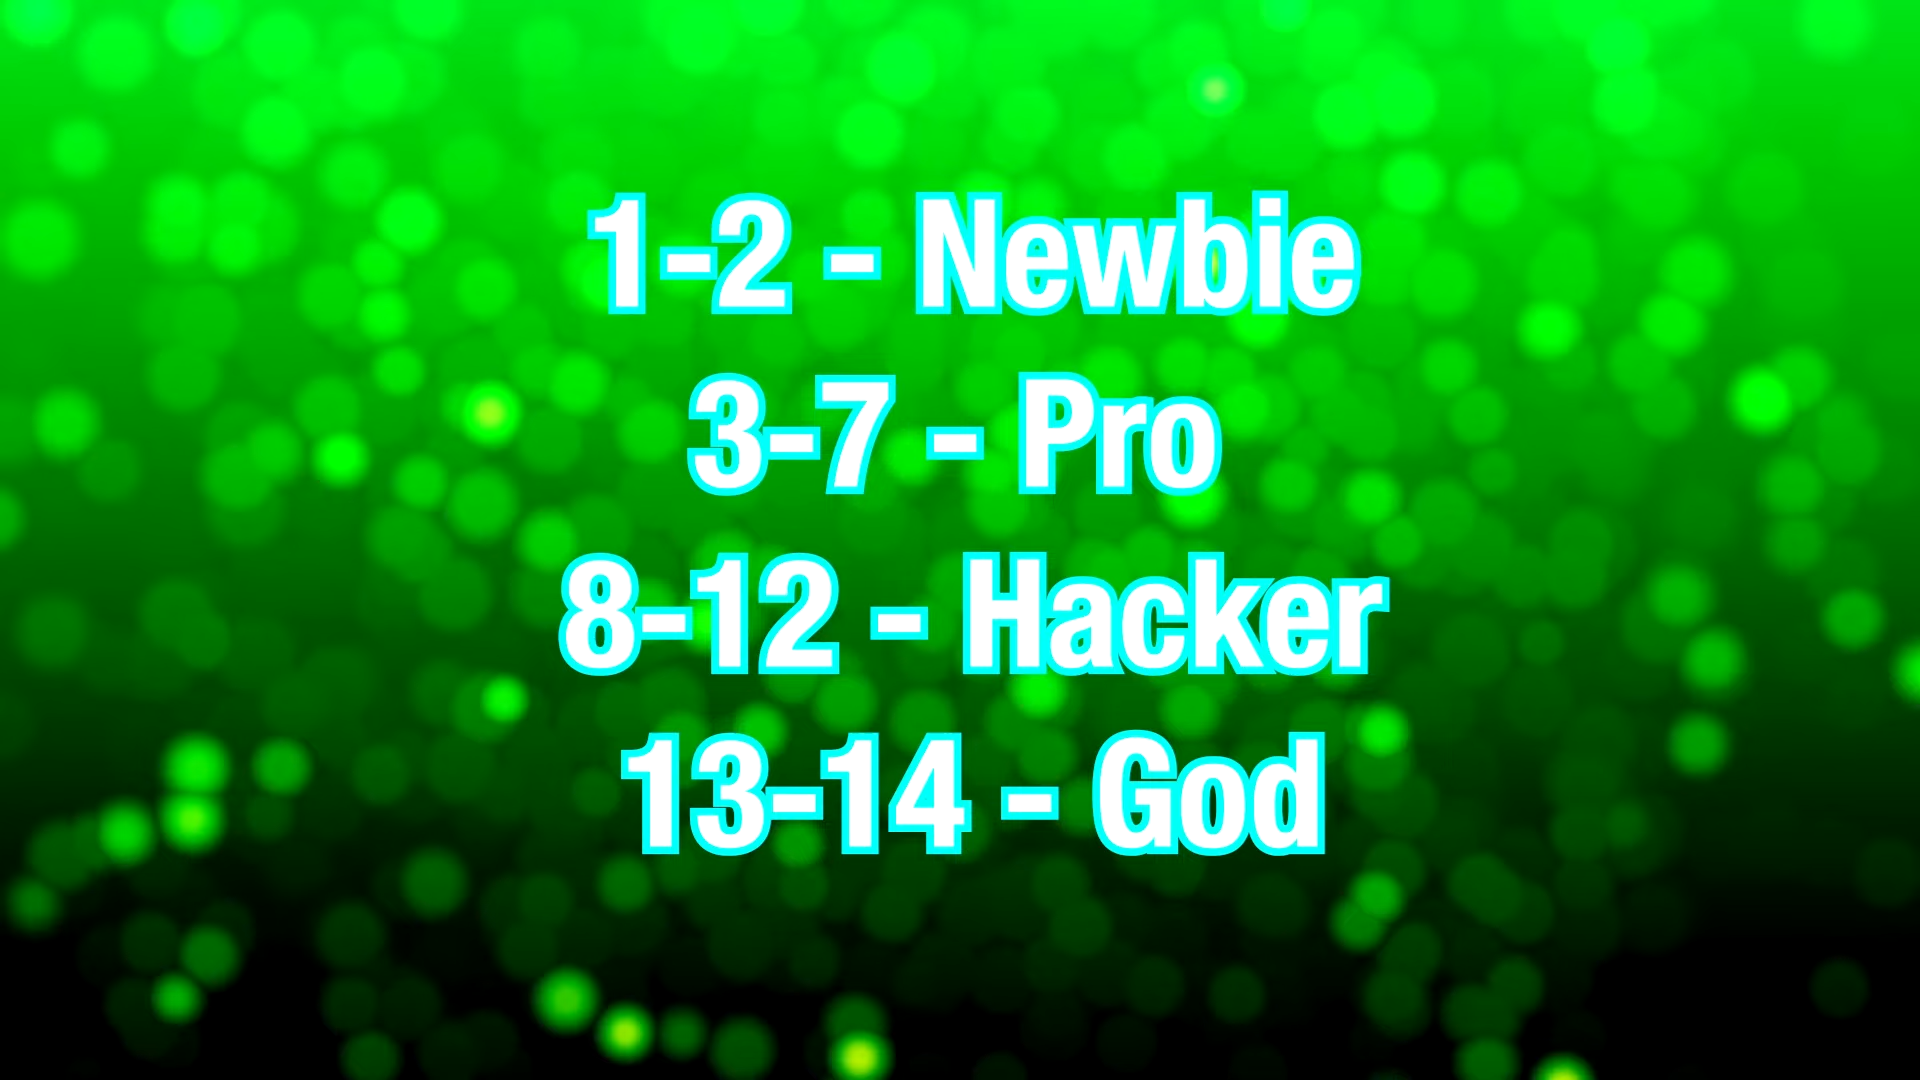 1-2 - Newbie
3-7 - Pro
8-12 - Hacker
13-14 - God